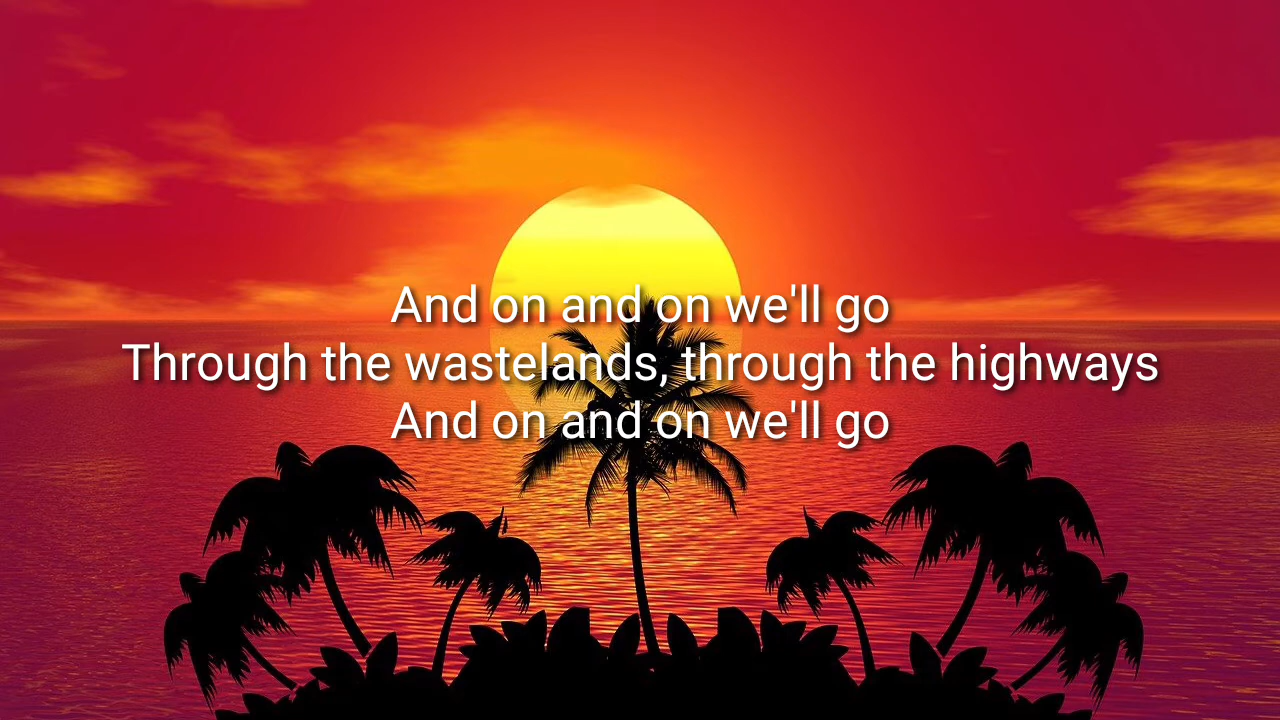 And on and on we'll go
Through the wastelands, through the highways
And on and on we'll go